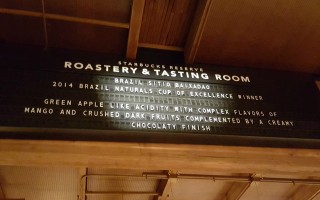 STARBUCKS RESERVE
ROASTERY & TASTING ROOM
BRAZIL SITIO BAIXADAO
2014 BRAZIL NATURALS CUP OF EXCELLENCE WINNER
GREEN APPLE LIKE ACIDITY WITH COMPLEX FLAVORS OF
MANGO AND CRUSHED DARK FRUITS COMPLEMENTED BY A CREAMY
CHOCOLATY FINISH